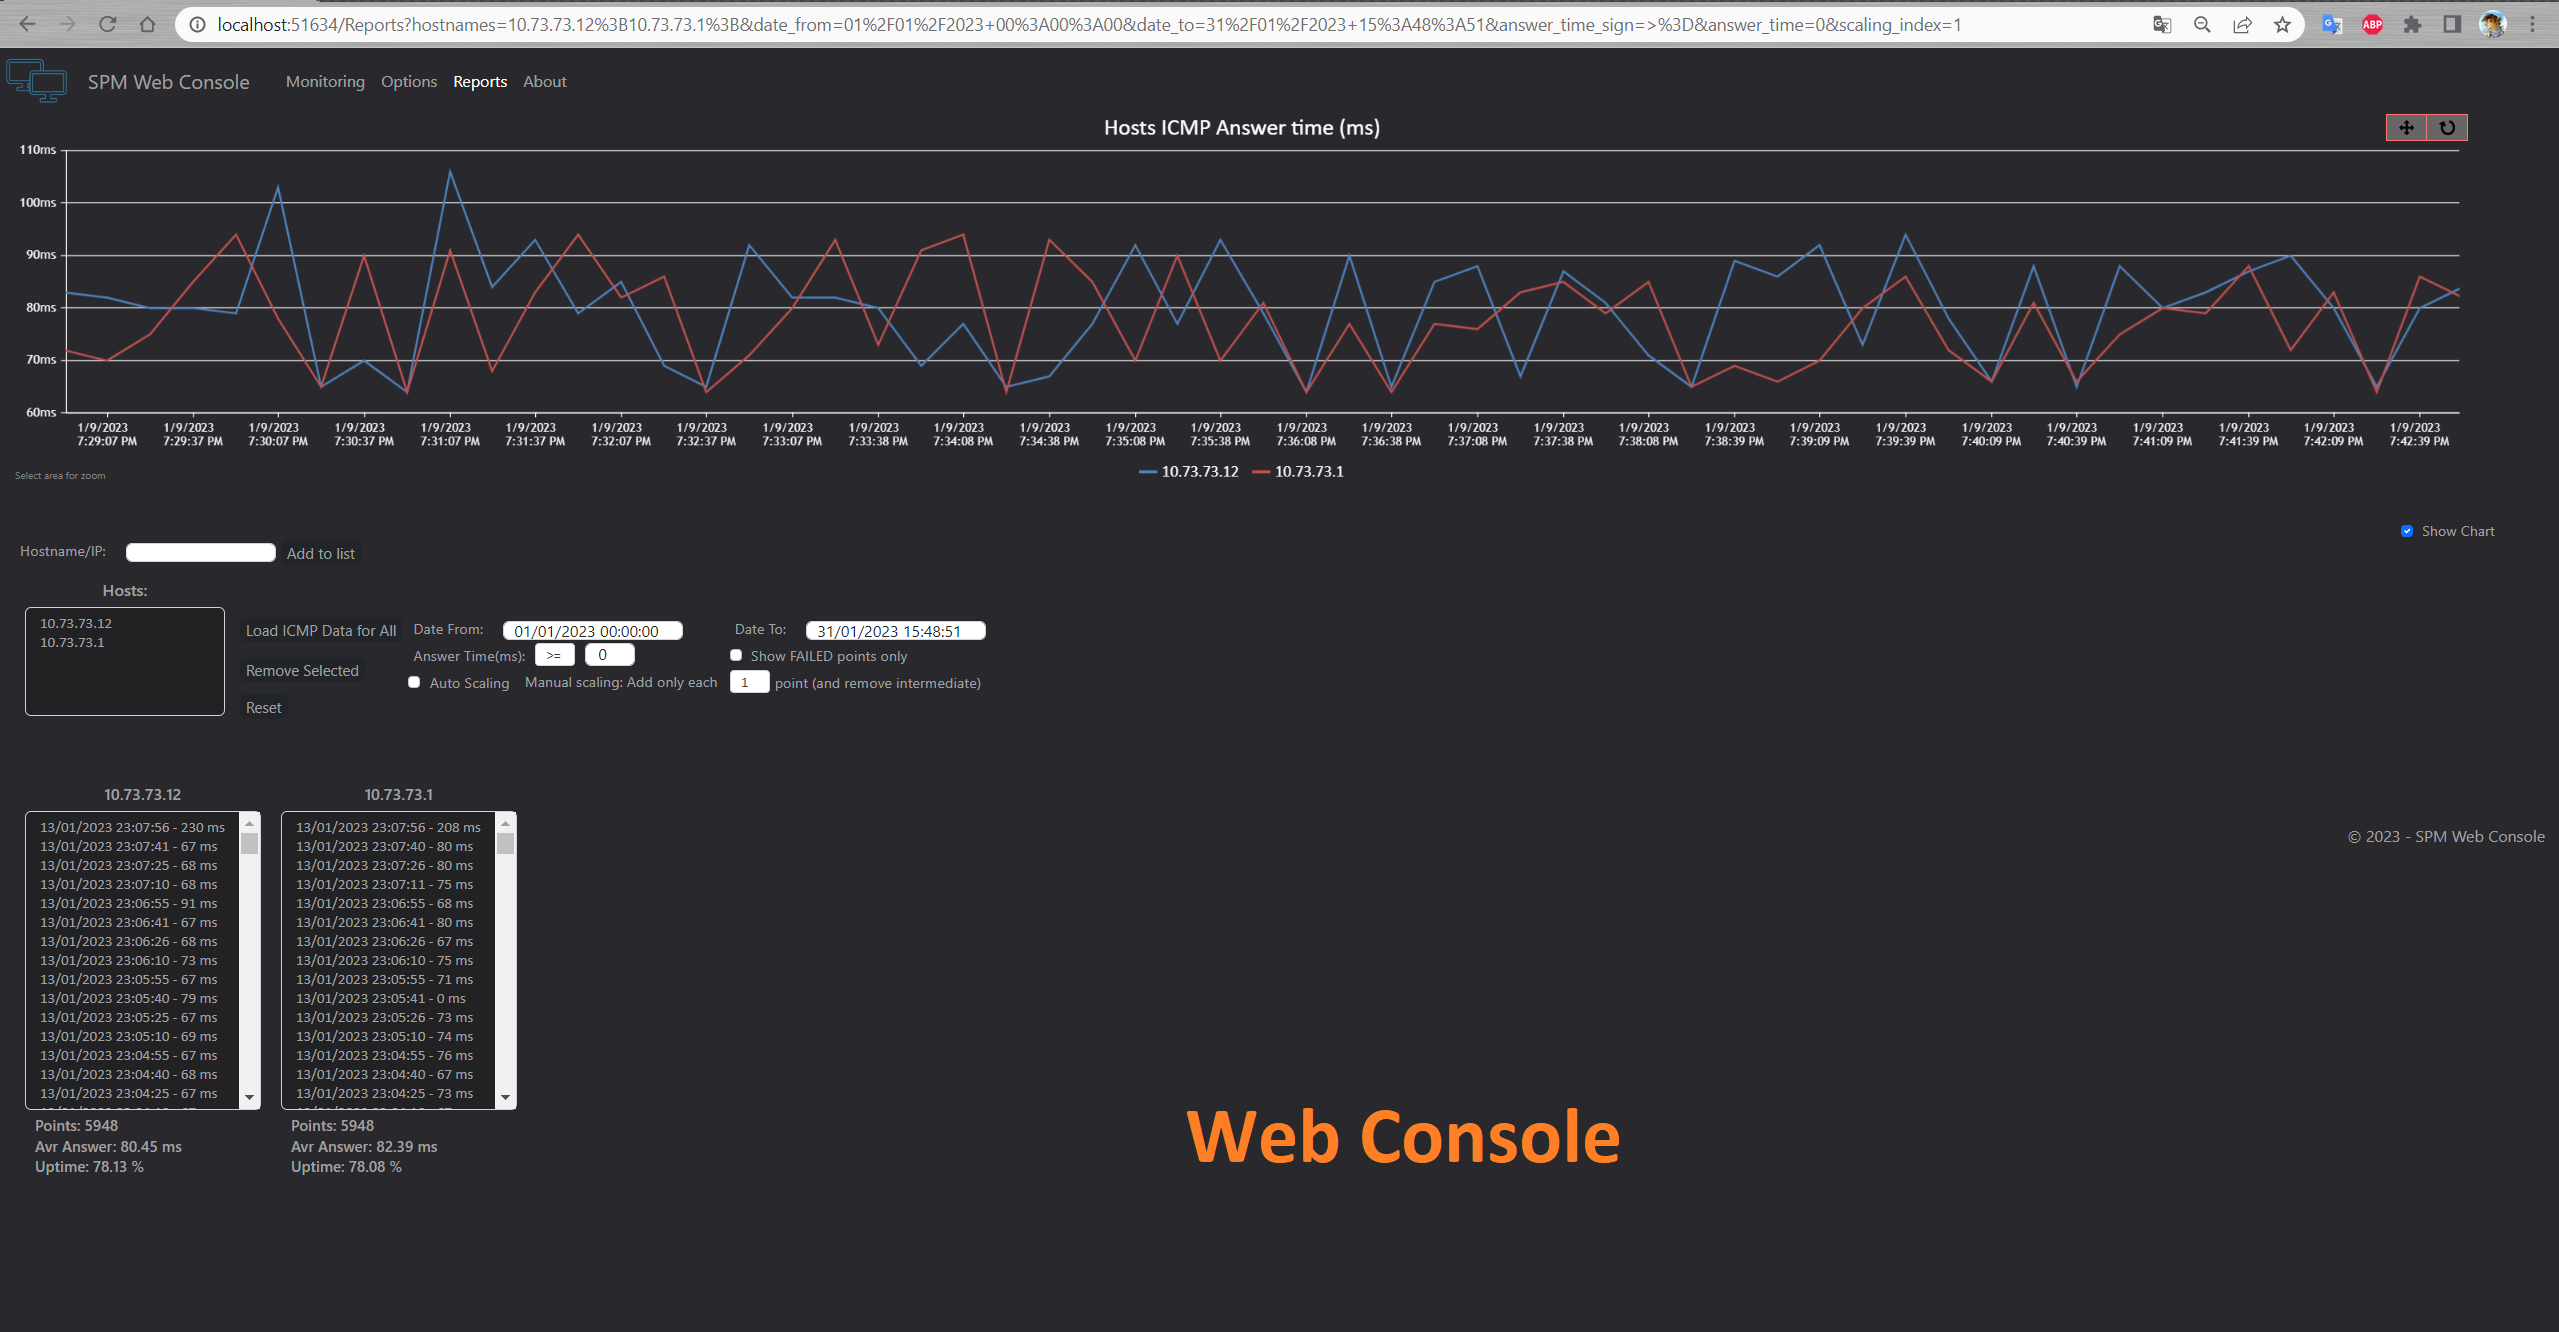 localhost:51634/Reports?hostnames=10.73.73.12%3B10.73.73.1%3B&date_from=01%2F01%2F2023+00%3A00%3A00&date_to=31%2F01%2F2023+15%3A48%3A51&answer_time_sign=>%3D&answer_time=0&scaling_index=1
ABP
SPM Web Console Monitoring Options Reports About
Hosts ICMP Answer time (ms)
110ms
100ms
90ms
80ms
70ms
60ms
1/9/2023 1/9/2023 1/9/2023 1/9/2023 1/9/2023 1/9/2023 1/9/2023 1/9/2023 1/9/2023 1/9/2023 1/9/2023 1/9/2023 1/9/2023 1/9/2023 1/9/2023 1/9/2023 1/9/2023 1/9/2023 1/9/2023 1/9/2023 1/9/2023 1/9/2023 1/9/2023 1/9/2023 1/9/2023 1/9/2023 1/9/2023 1/9/2023
7:29:07 PM 7:29:37 PM 7:30:07 PM 7:30:37 PM 7:31:07 PM 7:31:37 PM 7:32:07 PM 7:32:37 PM 7:33:07 PM 7:33:38 PM 7:34:08 PM 7:34:38 PM 7:35:08 PM 7:35:38 PM 7:36:08 PM 7:36:38 PM 7:37:08 PM 7:37:38 PM 7:38:08 PM 7:38:39 PM 7:39:09 PM 7:39:39 PM 7:40:09 PM 7:40:39 PM 7:41:09 PM 7:41:39 PM 7:42:09 PM 7:42:39 PM
10.73.73.12 10.73.73.1
Select area for zoom
Show Chart
Hostname/IP: Add to list
Hosts:
10.73.73.12
10.73.73.1
Load ICMP Data for All
Remove Selected
Reset
Date From: 01/01/2023 00:00:00 Date To: 31/01/2023 15:48:51
Answer Time(ms): >= 0 Show FAILED points only
Auto Scaling Manual scaling: Add only each 1 point (and remove intermediate)
10.73.73.12
13/01/2023 23:07:56 - 230 ms
13/01/2023 23:07:41 - 67 ms
13/01/2023 23:07:25 - 68 ms
13/01/2023 23:07:10 - 68 ms
13/01/2023 23:06:55 - 91 ms
13/01/2023 23:06:41 - 67 ms
13/01/2023 23:06:26 - 68 ms
13/01/2023 23:06:10 - 73 ms
13/01/2023 23:05:55 - 67 ms
13/01/2023 23:05:40 - 79 ms
13/01/2023 23:05:25 - 67 ms
13/01/2023 23:05:10 - 69 ms
13/01/2023 23:04:55 - 67 ms
13/01/2023 23:04:40 - 68 ms
13/01/2023 23:04:25 - 67 ms
Points: 5948
Avr Answer: 80.45 ms
Uptime: 78.13 %
10.73.73.1
13/01/2023 23:07:56 - 208 ms
13/01/2023 23:07:40 - 80 ms
13/01/2023 23:07:26 - 80 ms
13/01/2023 23:07:11 - 75 ms
13/01/2023 23:06:55 - 68 ms
13/01/2023 23:06:41 - 80 ms
13/01/2023 23:06:26 - 67 ms
13/01/2023 23:06:10 - 75 ms
13/01/2023 23:05:55 - 71 ms
13/01/2023 23:05:41 - 0 ms
13/01/2023 23:05:26 - 73 ms
13/01/2023 23:05:10 - 74 ms
13/01/2023 23:04:55 - 76 ms
13/01/2023 23:04:40 - 67 ms
13/01/2023 23:04:25 - 73 ms
Points: 5948
Avr Answer: 82.39 ms
Uptime: 78.08 %
© 2023 - SPM Web Console
Web Console